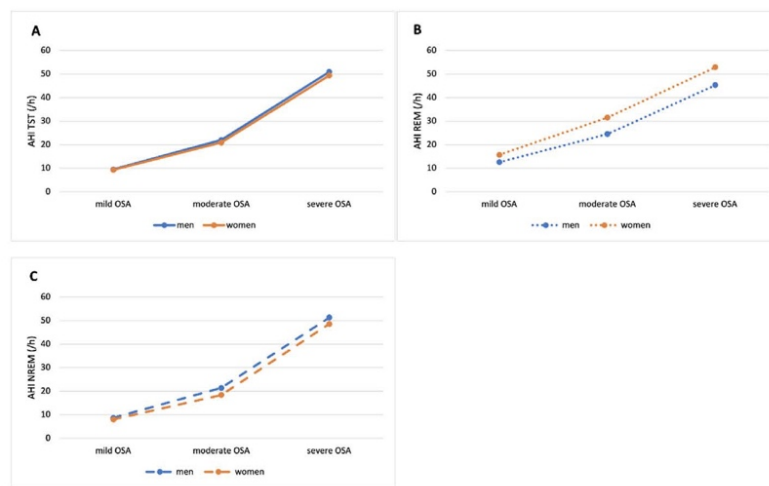 A
AHI TST (/h)
60
50
40
30
20
10
0
mild OSA moderate OSA severe OSA
men women
B
AHI REM (/h)
60
50
40
30
20
10
0
mild OSA moderate OSA severe OSA
men women
C
AHI NREM (/h)
60
50
40
30
20
10
0
mild OSA moderate OSA severe OSA
men women